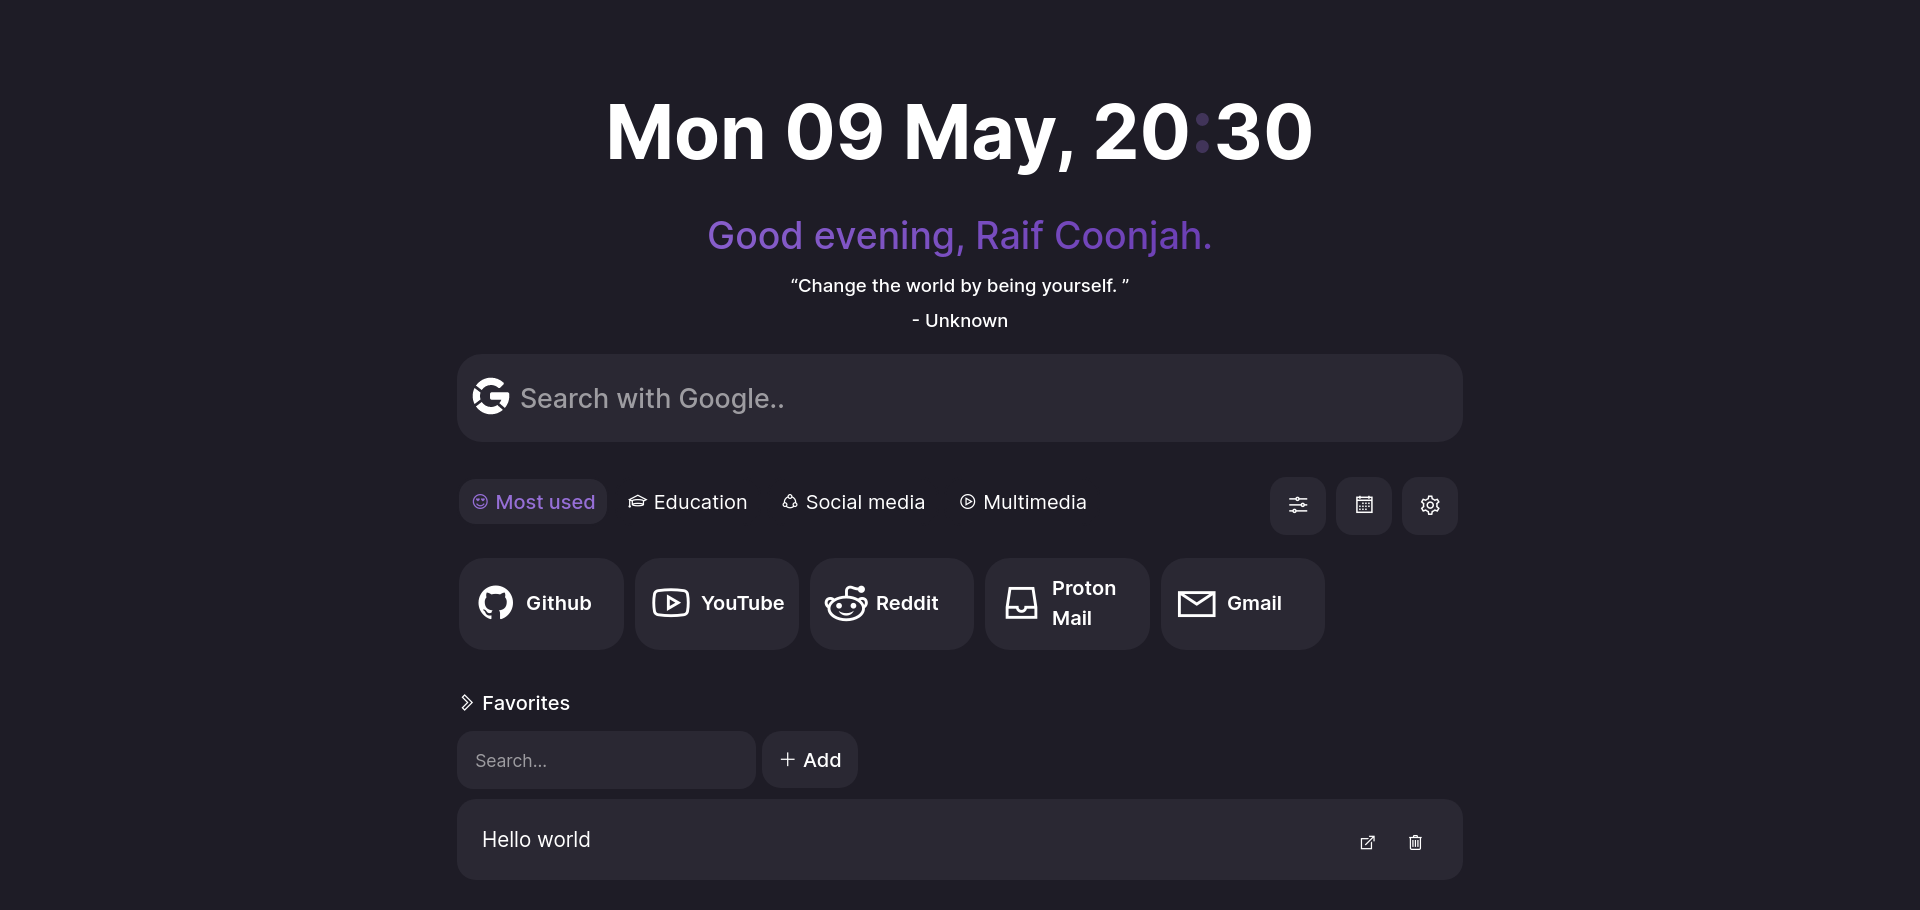 Mon 09 May, 20:30
Good evening, Raif Coonjah.
“Change the world by being yourself. ”
- Unknown
Search with Google..
Most used Education Social media Multimedia
Github YouTube Reddit Proton Mail Gmail
Favorites
Search... Add
Hello world